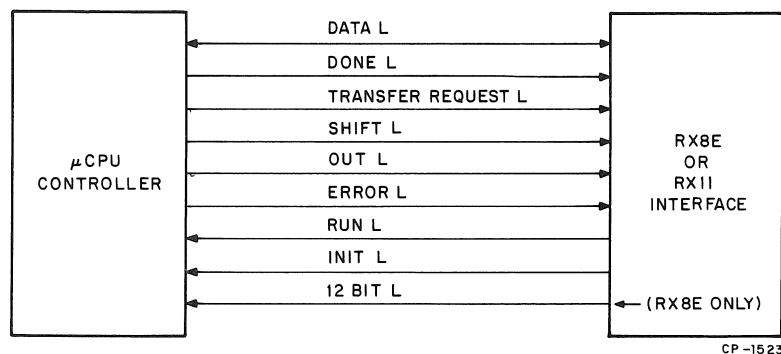 DATA L
DONE L
TRANSFER REQUEST L
SHIFT L
OUT L
ERROR L
RUN L
INIT L
12 BIT L
μCPU
CONTROLLER
RX8E
OR
RX11
INTERFACE
(RX8E ONLY)
CP-1523